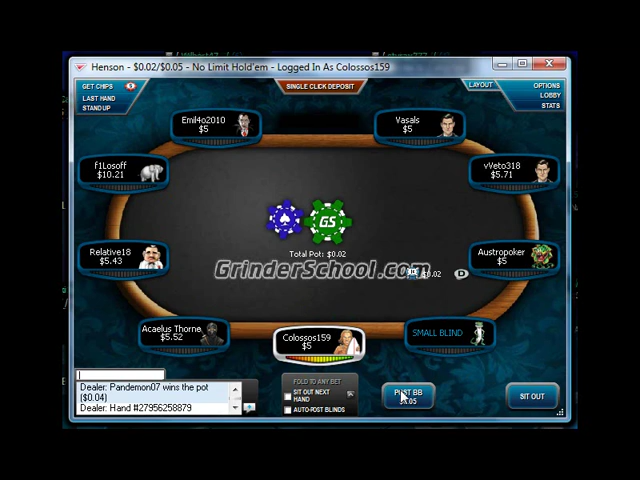 Henson - $0.02/$0.05 - No Limit Hold'em - Logged In As Colossos159
GET CHIPS
LAST HAND
STAND UP
SINGLE CLICK DEPOSIT
LAYOUT
OPTIONS
LOBBY
STATS
Emil4o2010
$5
Vasals
$5
f1Losoff
$10.21
vVeto318
$5.71
GS
Total Pot: $0.02
GrinderSchool.com
$0.02
D
Relative18
$5.43
Austropoker
$5
Acaelus Thorne
$5.52
Colossos159
$5
SMALL BLIND
Dealer: Pandemon07 wins the pot
($0.04)
Dealer: Hand #27956258879
FOLD TO ANY BET
SIT OUT NEXT
HAND
AUTO-POST BLINDS
POST BB
SIT OUT